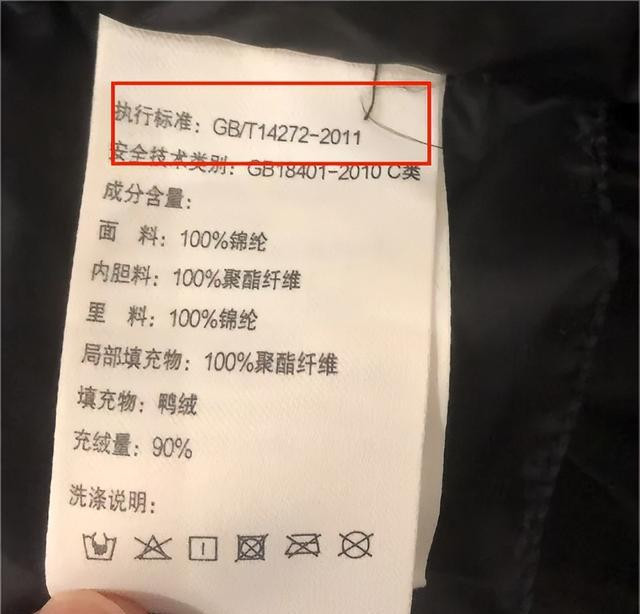 执行标准：GB/T14272-2011
安全技术类别：GB18401-2010 C类
成分含量：
面 料：100%锦纶
内胆料：100%聚酯纤维
里 料：100%锦纶
局部填充物：100%聚酯纤维
填充物：鸭绒
充绒量：90%
洗涤说明：